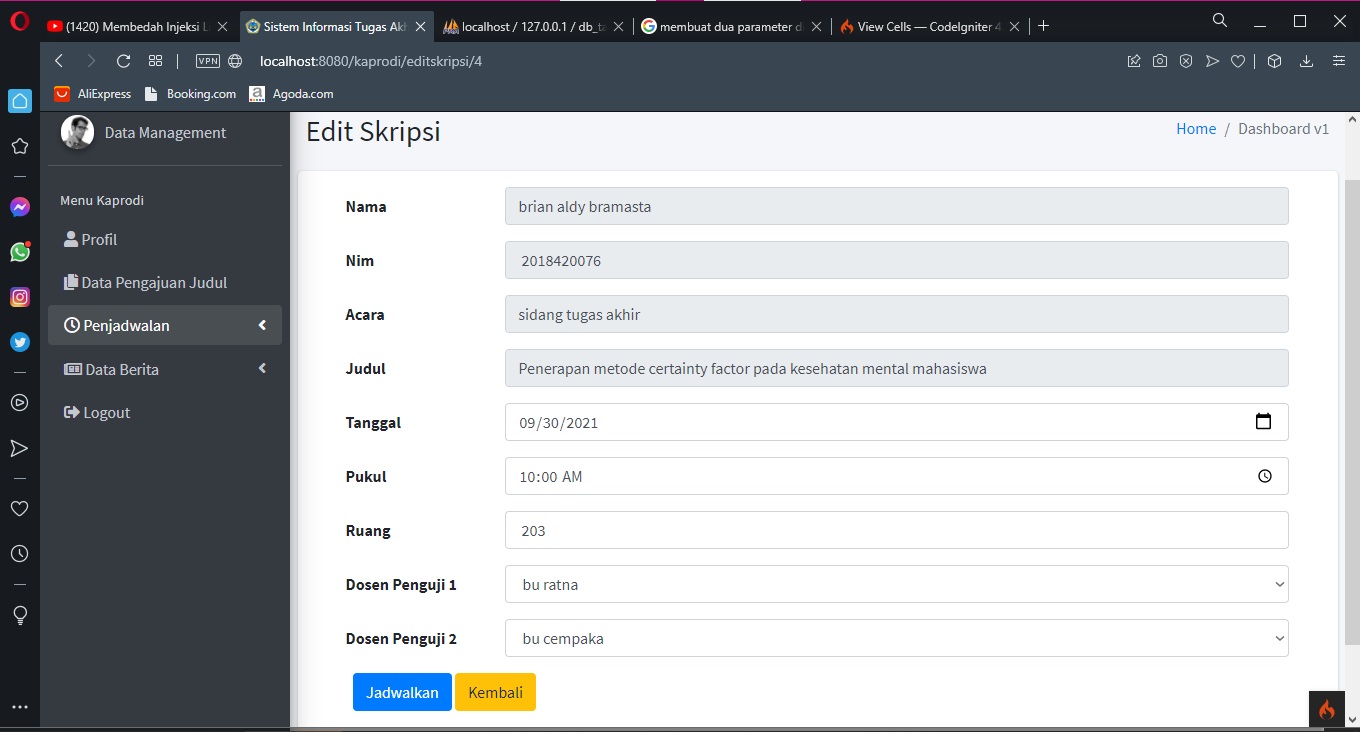 (1420) Membedah Injeksi L
Sistem Informasi Tugas Akh
localhost / 127.0.0.1 / db_ta
membuat dua parameter d
View Cells — CodeIgniter 4
VPN
localhost:8080/kaprodi/editskripsi/4
AliExpress
Booking.com
Agoda.com
Data Management
Edit Skripsi
Home / Dashboard v1
Menu Kaprodi
Profil
Data Pengajuan Judul
Penjadwalan
Data Berita
Logout
Nama
brian aldy bramasta
Nim
2018420076
Acara
sidang tugas akhir
Judul
Penerapan metode certainty factor pada kesehatan mental mahasiswa
Tanggal
09/30/2021
Pukul
10:00 AM
Ruang
203
Dosen Penguji 1
bu ratna
Dosen Penguji 2
bu cempaka
Jadwalkan
Kembali